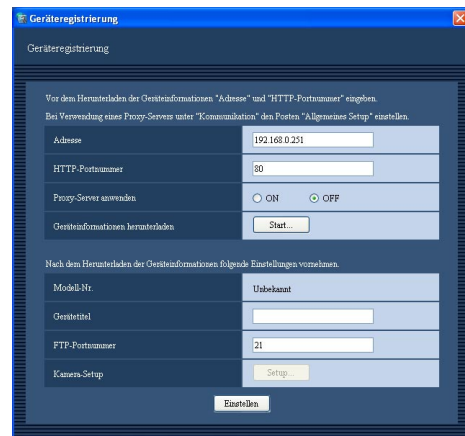 Geräteregistrierung
Geräteregistrierung
Vor dem Herunterladen der Geräteinformationen "Adresse" und "HTTP-Portnummer" eingeben.
Bei Verwendung eines Proxy-Servers unter "Kommunikation" den Posten "Allgemeines Setup" einstellen.
Adresse 192.168.0.251
HTTP-Portnummer 80
Proxy-Server anwenden ON OFF
Geräteinformationen herunterladen Start...
Nach dem Herunterladen der Geräteinformationen folgende Einstellungen vornehmen.
Modell-Nr. Unbekannt
Gerätetitel
FTP-Portnummer 21
Kamera-Setup Setup...
Einstellen